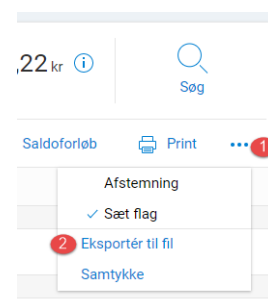 ,22 kr
Søg
Saldoforløb Print ••• 1
Afstemning
✓ Sæt flag
2 Eksportér til fil
Samtykke